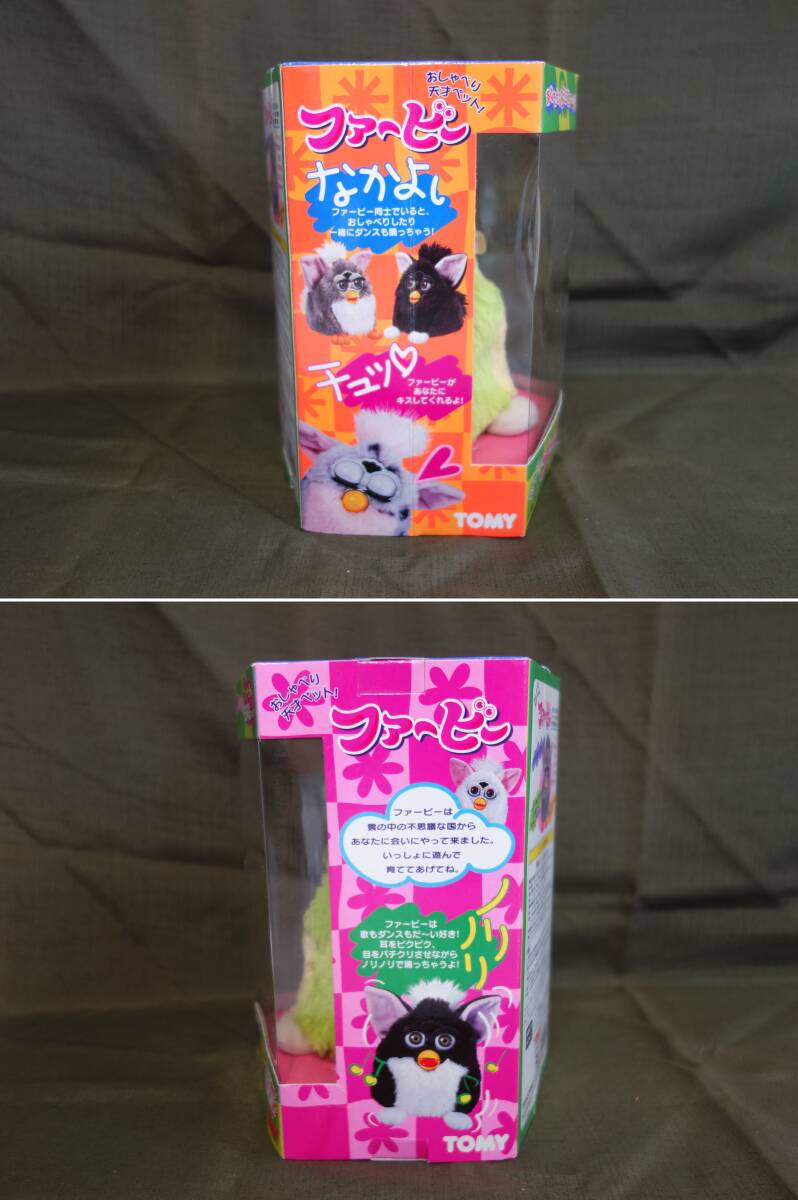 おしゃべり
天才ペット!
ファービー
なかよし
ファービー同士でいると、
おしゃべりしたり
一緒にダンスも踊っちゃう!
チュッ♡
ファービーが
あなたに
キスしてくれるよ!
TOMY
おしゃべり
天才ペット!
ファービー
ファービーは
雲の中の不思議な国から
あなたに会いにやって来ました。
いっしょに遊んで
育ててあげてね。
ノリノリ
ファービーは
歌もダンスもだ〜い好き!
耳をピクピク、
目をパチクリさせながら
ノリノリで踊っちゃうよ!
TOMY